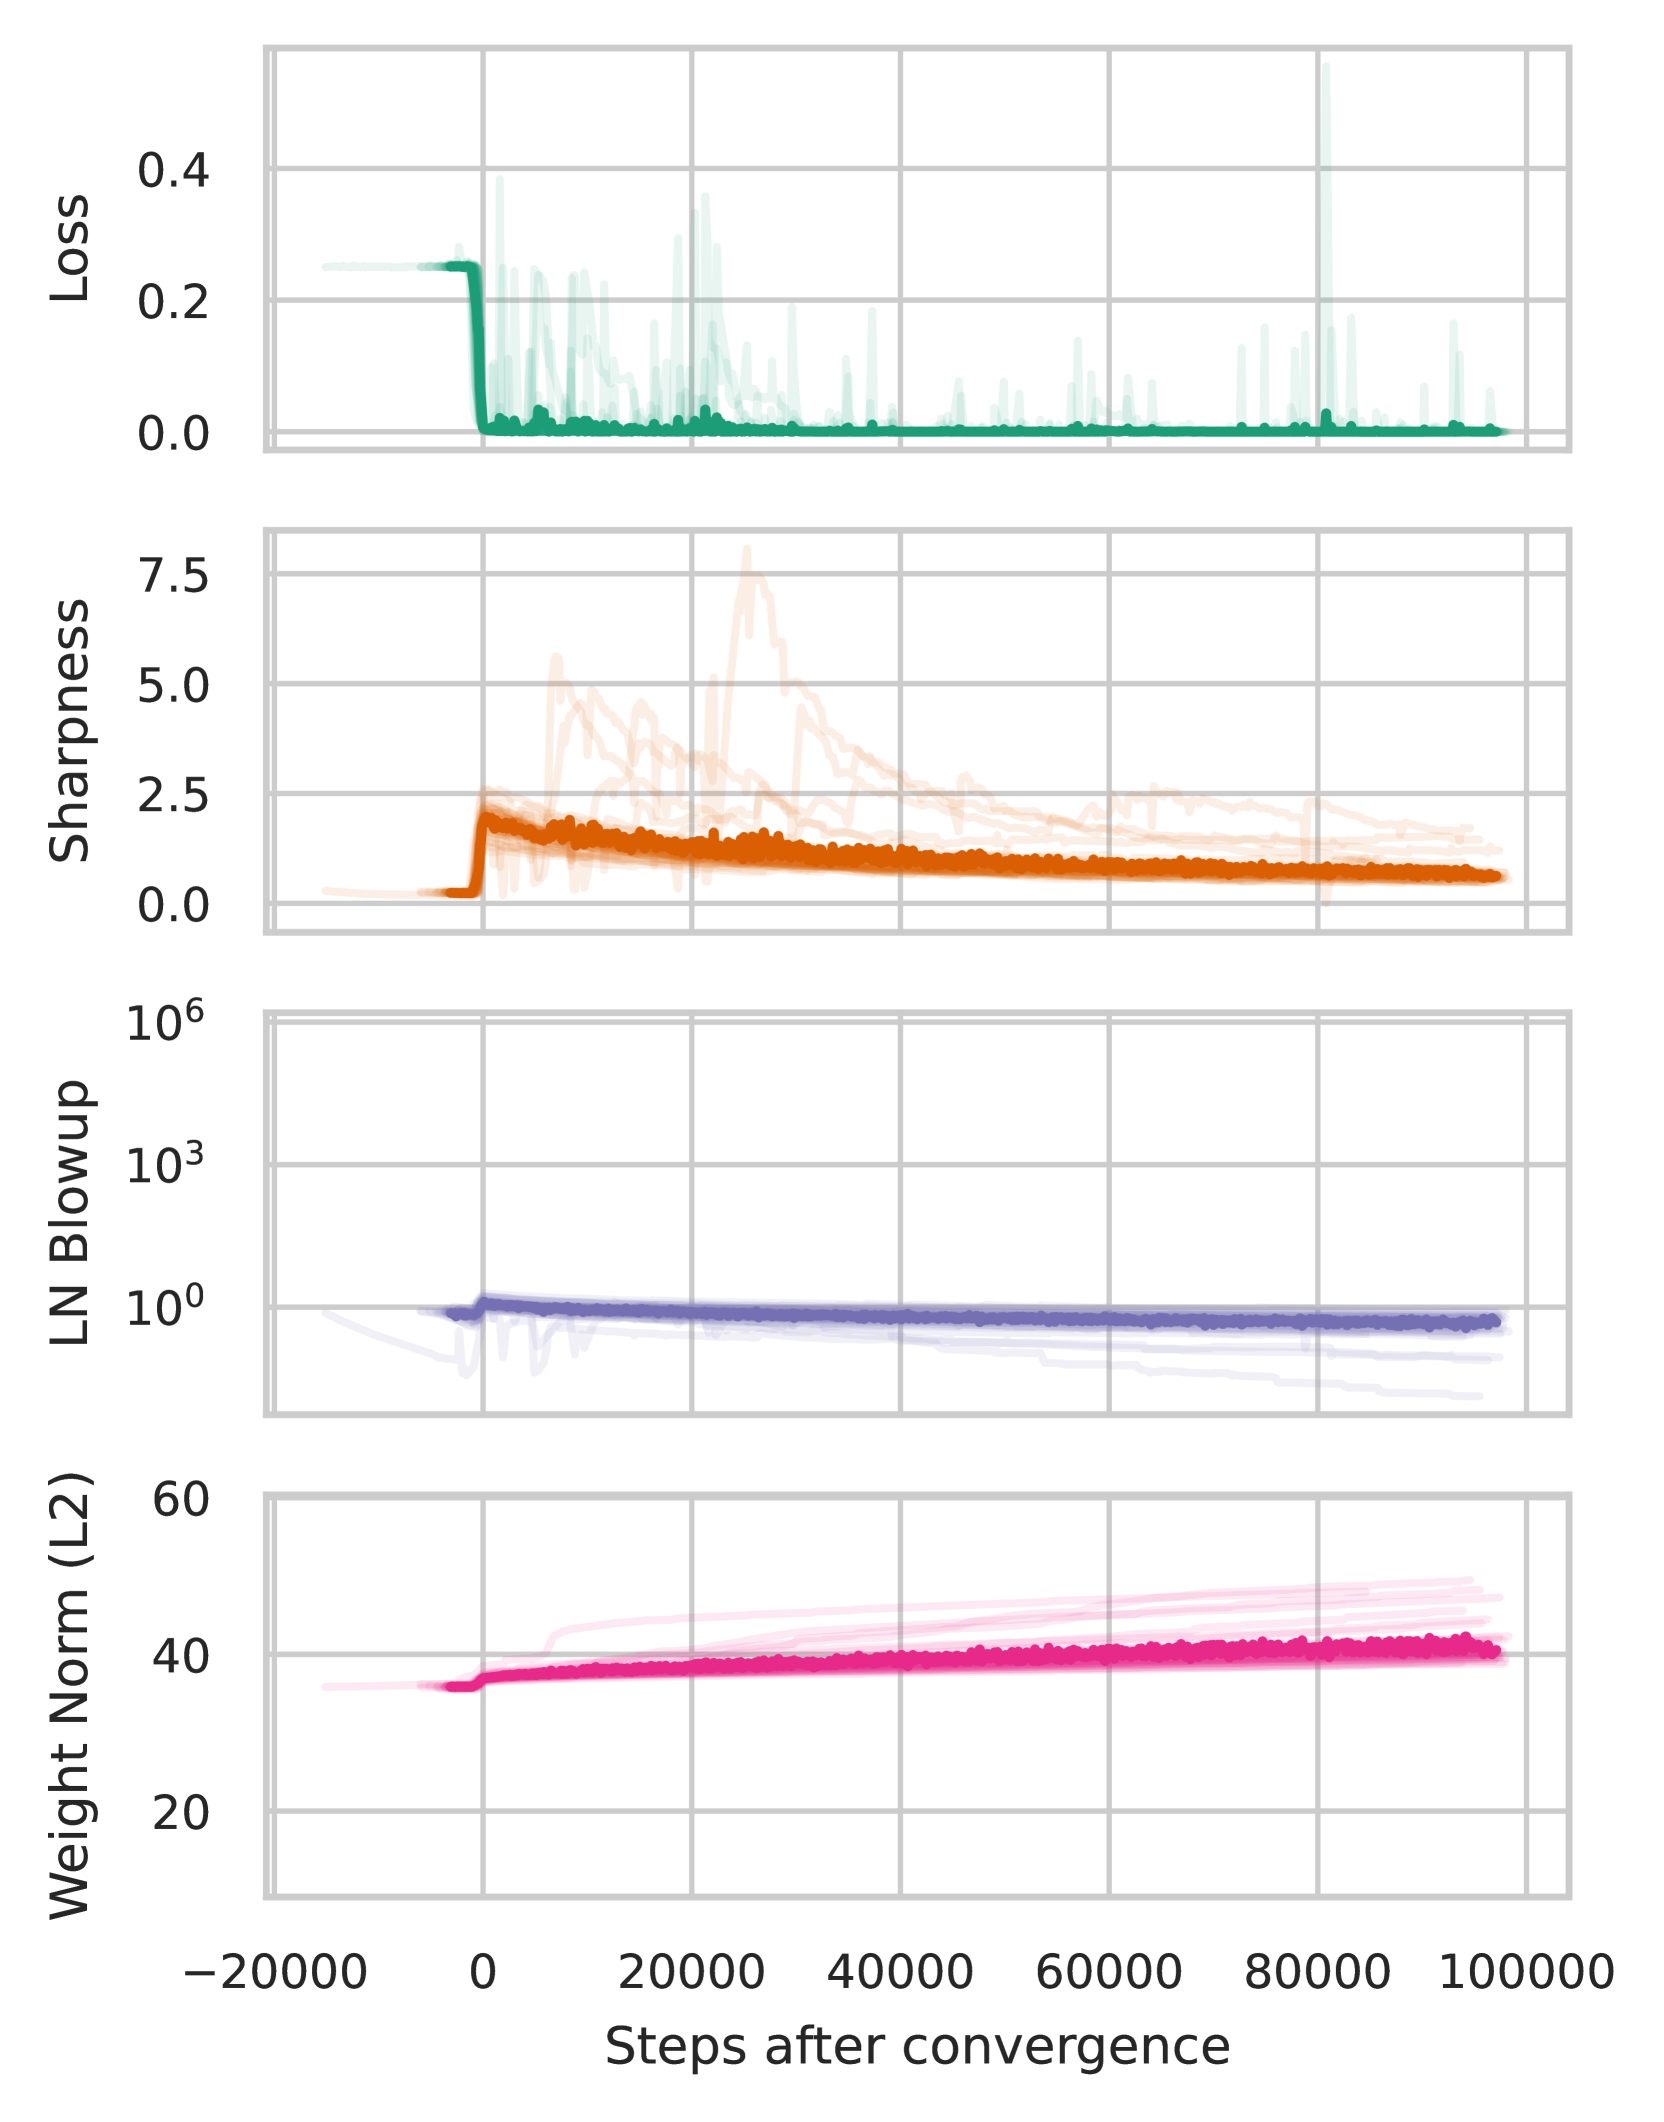 Loss
0.4
0.2
0.0
Sharpness
7.5
5.0
2.5
0.0
LN Blowup
10⁶
10³
10⁰
Weight Norm (L2)
60
40
20
−20000 0 20000 40000 60000 80000 100000
Steps after convergence